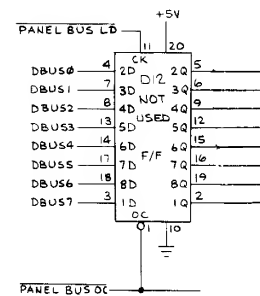 +5V
PANEL BUS LD
11 20
CK
DBUS0 4 2D 2Q 5
DBUS1 7 3D D12 3Q 6
DBUS2 8 4D NOT 4Q 9
DBUS3 13 5D USED 5Q 12
DBUS4 14 6D 6Q 15
DBUS5 17 7D F/F 7Q 16
DBUS6 18 8D 8Q 19
DBUS7 3 1D 1Q 2
OC
1 10
PANEL BUS OC